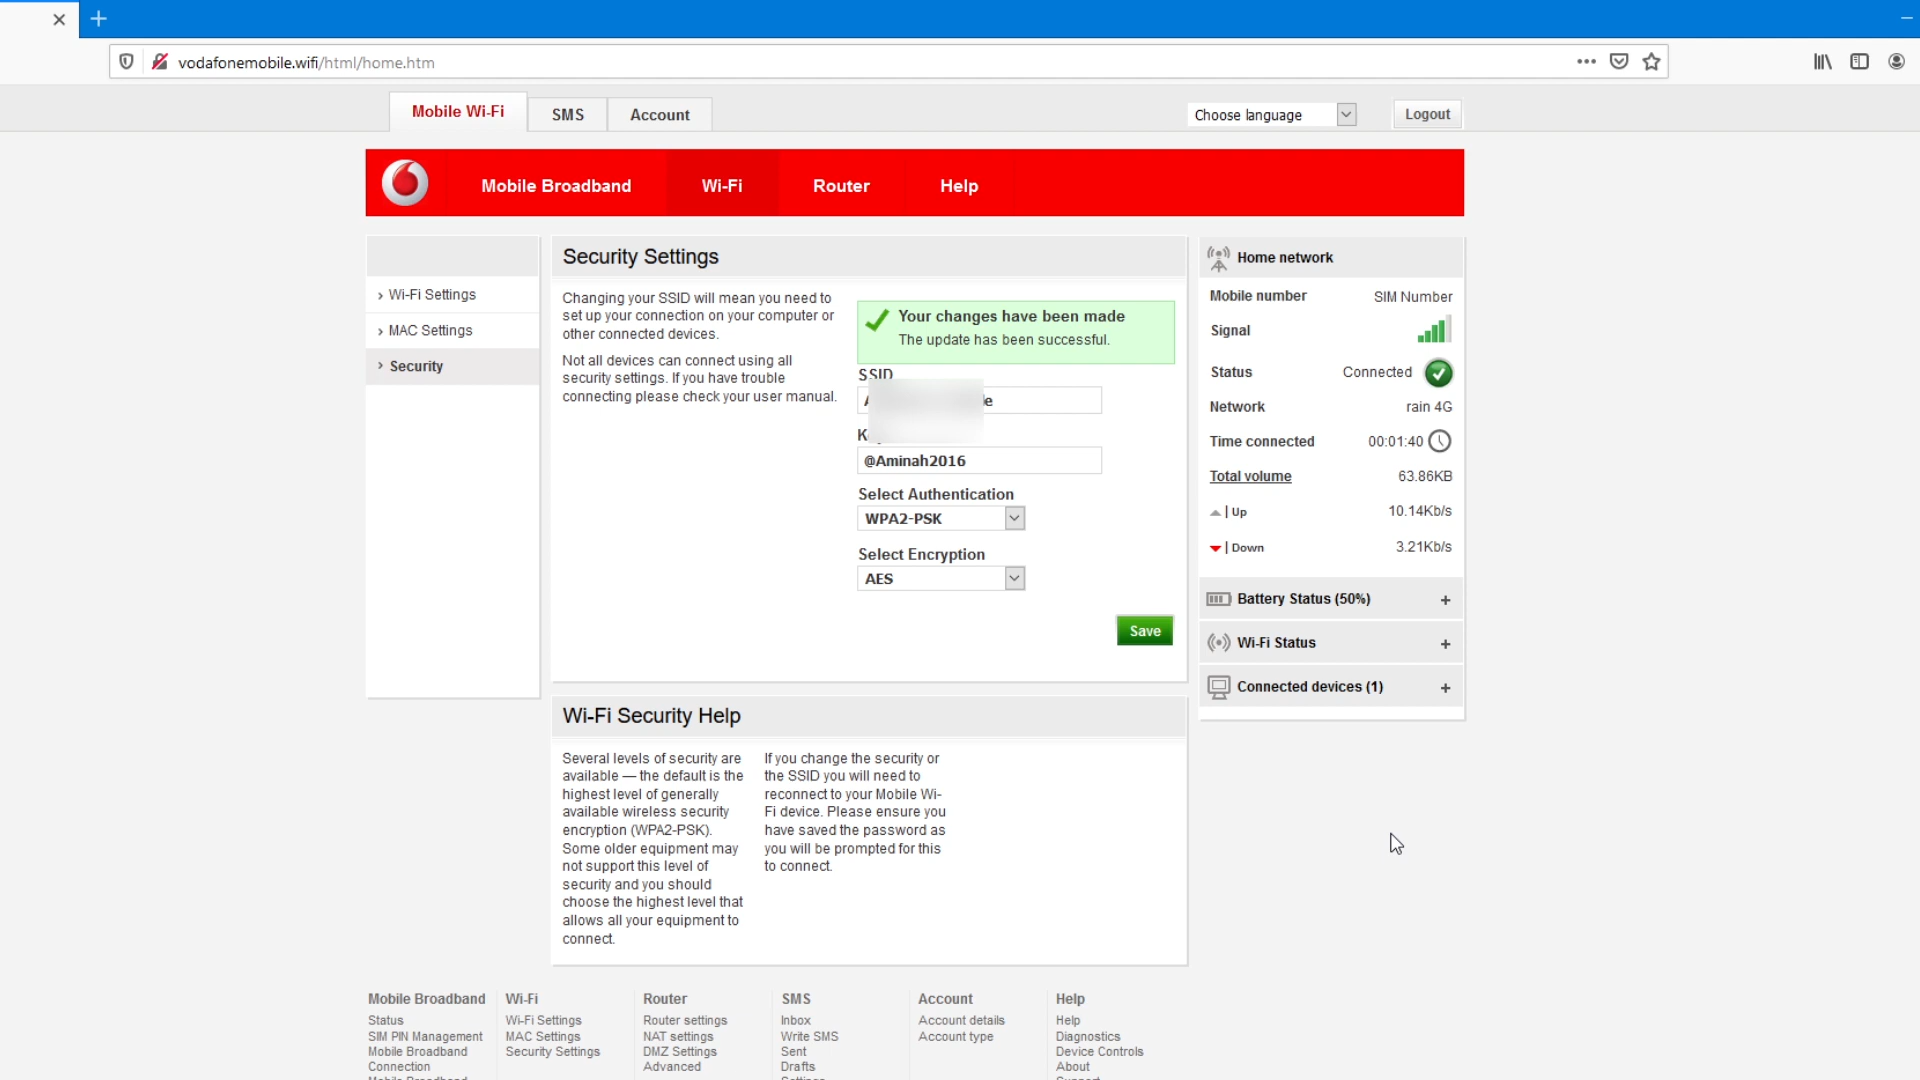 vodafonemobile.wifi/html/home.htm
Mobile Wi-Fi
SMS
Account
Choose language
Logout
Mobile Broadband
Wi-Fi
Router
Help
› Wi-Fi Settings
› MAC Settings
› Security
Security Settings
Changing your SSID will mean you need to
set up your connection on your computer or
other connected devices.
Not all devices can connect using all
security settings. If you have trouble
connecting please check your user manual.
Your changes have been made
The update has been successful.
SSID
@Aminah2016
Select Authentication
WPA2-PSK
Select Encryption
AES
Save
Wi-Fi Security Help
Several levels of security are
available — the default is the
highest level of generally
available wireless security
encryption (WPA2-PSK).
Some older equipment may
not support this level of
security and you should
choose the highest level that
allows all your equipment to
connect.
If you change the security or
the SSID you will need to
reconnect to your Mobile Wi-
Fi device. Please ensure you
have saved the password as
you will be prompted for this
to connect.
Home network
Mobile number SIM Number
Signal
Status Connected
Network rain 4G
Time connected 00:01:40
Total volume 63.86KB
| Up 10.14Kb/s
| Down 3.21Kb/s
Battery Status (50%) +
Wi-Fi Status +
Connected devices (1) +
Mobile Broadband
Status
SIM PIN Management
Mobile Broadband
Connection
Wi-Fi
Wi-Fi Settings
MAC Settings
Security Settings
Router
Router settings
NAT settings
DMZ Settings
Advanced
SMS
Inbox
Write SMS
Sent
Drafts
Account
Account details
Account type
Help
Help
Diagnostics
Device Controls
About